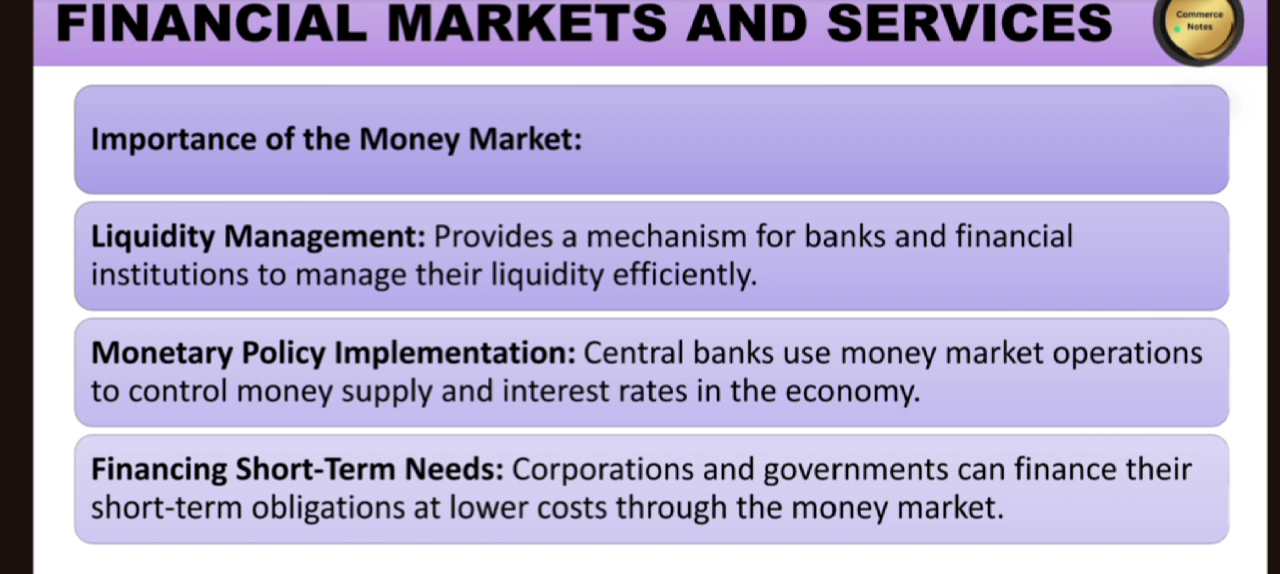 FINANCIAL MARKETS AND SERVICES
Commerce
Notes
Importance of the Money Market:
Liquidity Management: Provides a mechanism for banks and financial
institutions to manage their liquidity efficiently.
Monetary Policy Implementation: Central banks use money market operations
to control money supply and interest rates in the economy.
Financing Short-Term Needs: Corporations and governments can finance their
short-term obligations at lower costs through the money market.